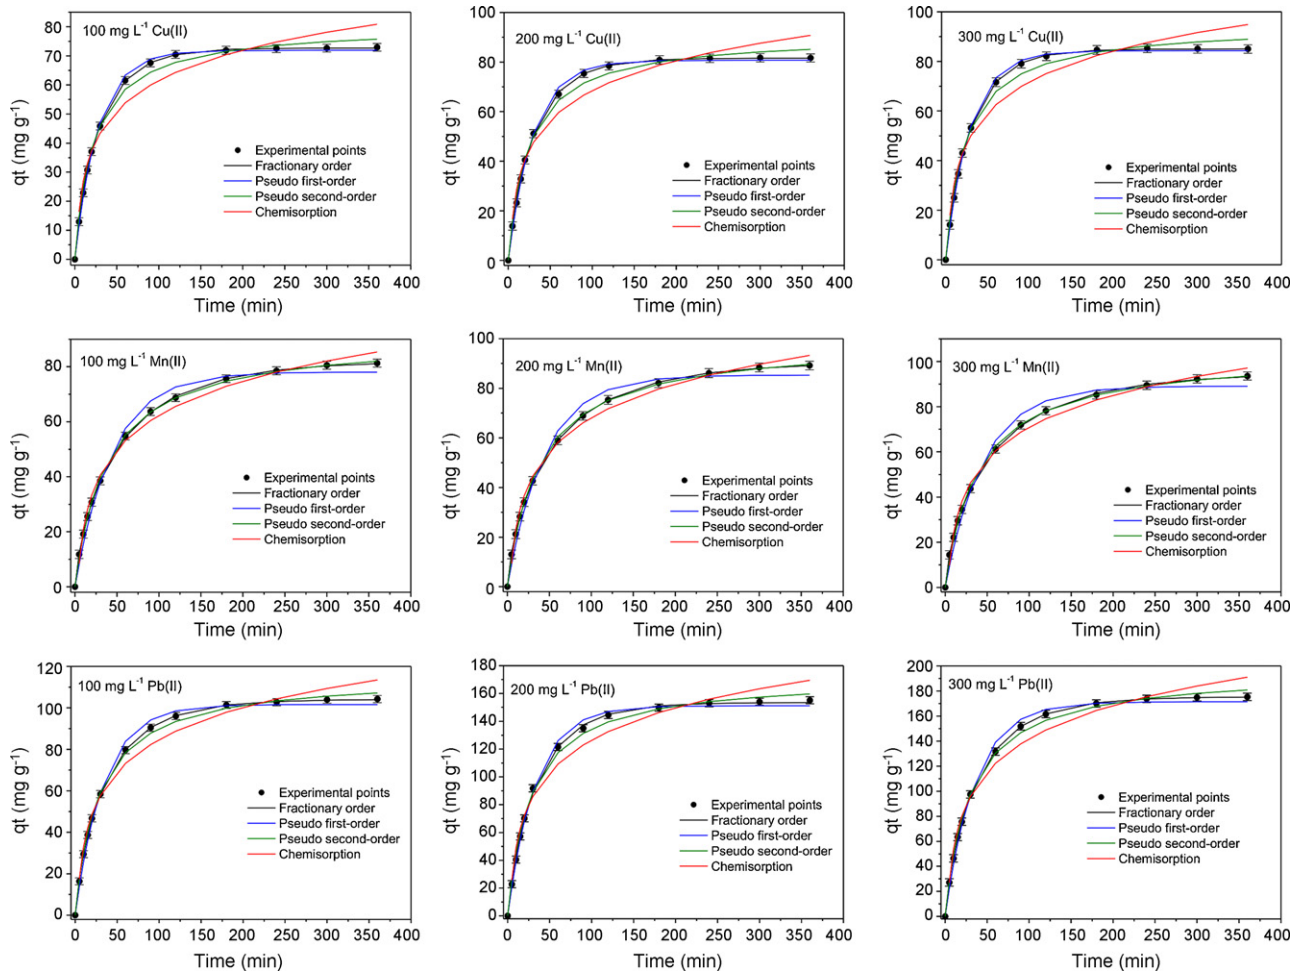 100 mg L⁻¹ Cu(II)
qt (mg g⁻¹)
80
70
60
50
40
30
20
10
0
Experimental points
Fractionary order
Pseudo first-order
Pseudo second-order
Chemisorption
0 50 100 150 200 250 300 350 400
Time (min)
200 mg L⁻¹ Cu(II)
qt (mg g⁻¹)
100
80
60
40
20
0
Experimental points
Fractionary order
Pseudo first-order
Pseudo second-order
Chemisorption
0 50 100 150 200 250 300 350 400
Time (min)
300 mg L⁻¹ Cu(II)
qt (mg g⁻¹)
100
80
60
40
20
0
Experimental points
Fractionary order
Pseudo first-order
Pseudo second-order
Chemisorption
0 50 100 150 200 250 300 350 400
Time (min)
100 mg L⁻¹ Mn(II)
qt (mg g⁻¹)
80
60
40
20
0
Experimental points
Fractionary order
Pseudo first-order
Pseudo second-order
Chemisorption
0 50 100 150 200 250 300 350 400
Time (min)
200 mg L⁻¹ Mn(II)
qt (mg g⁻¹)
100
80
60
40
20
0
Experimental points
Fractionary order
Pseudo first-order
Pseudo second-order
Chemisorption
0 50 100 150 200 250 300 350 400
Time (min)
300 mg L⁻¹ Mn(II)
qt (mg g⁻¹)
100
80
60
40
20
0
Experimental points
Fractionary order
Pseudo first-order
Pseudo second-order
Chemisorption
0 50 100 150 200 250 300 350 400
Time (min)
100 mg L⁻¹ Pb(II)
qt (mg g⁻¹)
120
100
80
60
40
20
0
Experimental points
Fractionary order
Pseudo first-order
Pseudo second-order
Chemisorption
0 50 100 150 200 250 300 350 400
Time (min)
200 mg L⁻¹ Pb(II)
qt (mg g⁻¹)
180
160
140
120
100
80
60
40
20
0
Experimental points
Fractionary order
Pseudo first-order
Pseudo second-order
Chemisorption
0 50 100 150 200 250 300 350 400
Time (min)
300 mg L⁻¹ Pb(II)
qt (mg g⁻¹)
200
180
160
140
120
100
80
60
40
20
0
Experimental points
Fractionary order
Pseudo first-order
Pseudo second-order
Chemisorption
0 50 100 150 200 250 300 350 400
Time (min)